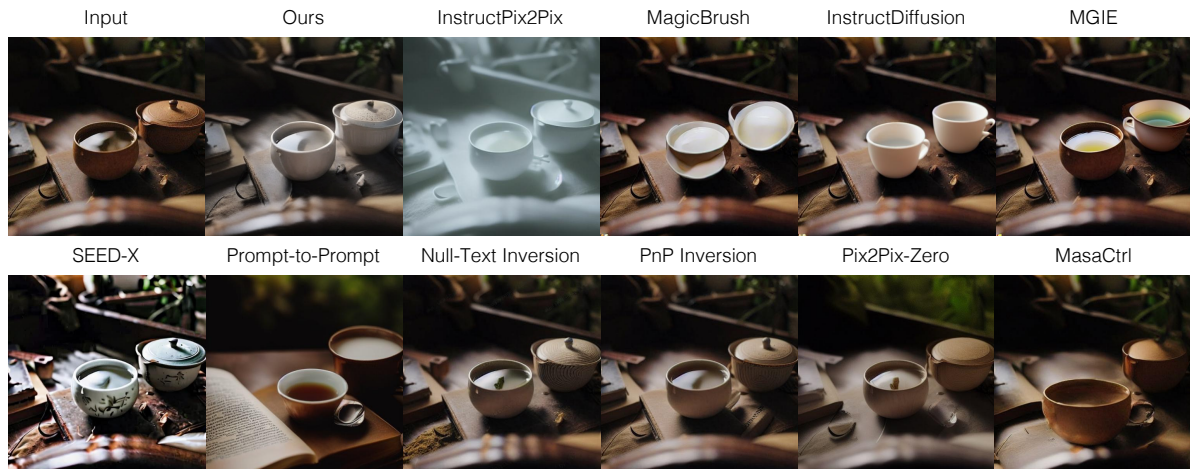 Input
Ours
InstructPix2Pix
MagicBrush
InstructDiffusion
MGIE
SEED-X
Prompt-to-Prompt
Null-Text Inversion
PnP Inversion
Pix2Pix-Zero
MasaCtrl